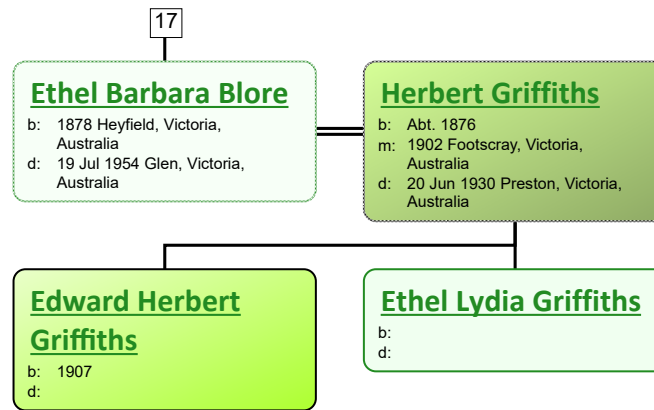 17
Ethel Barbara Blore
b: 1878 Heyfield, Victoria,
Australia
d: 19 Jul 1954 Glen, Victoria,
Australia
Herbert Griffiths
b: Abt. 1876
m: 1902 Footscray, Victoria,
Australia
d: 20 Jun 1930 Preston, Victoria,
Australia
Edward Herbert
Griffiths
b: 1907
d:
Ethel Lydia Griffiths
b:
d: